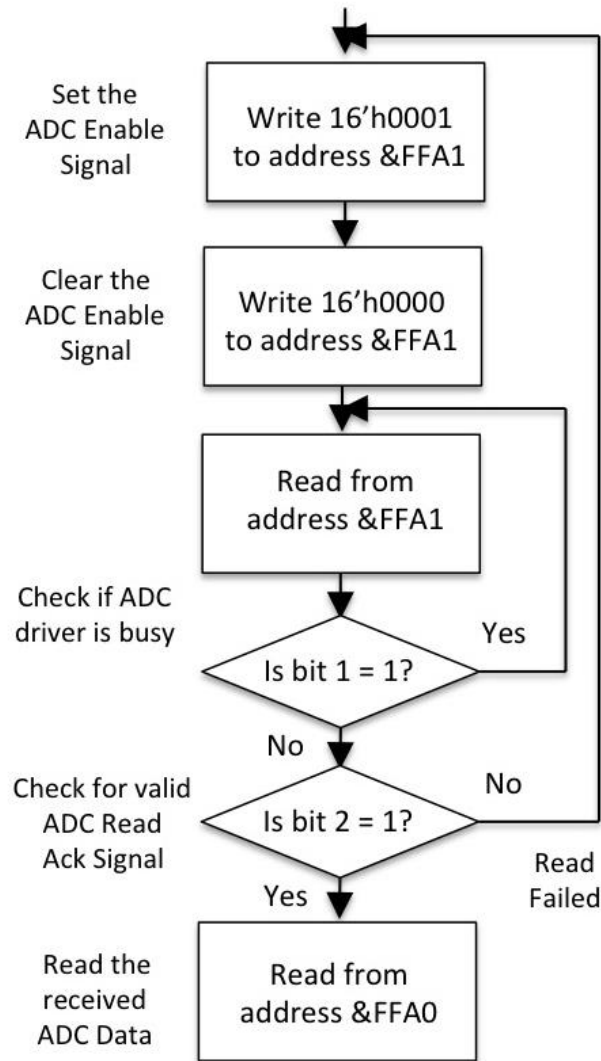 Set the
ADC Enable
Signal
Write 16'h0001
to address &FFA1
Clear the
ADC Enable
Signal
Write 16'h0000
to address &FFA1
Read from
address &FFA1
Check if ADC
driver is busy
Is bit 1 = 1?
Yes
No
Check for valid
ADC Read
Ack Signal
Is bit 2 = 1?
No
Read
Failed
Yes
Read the
received
ADC Data
Read from
address &FFA0